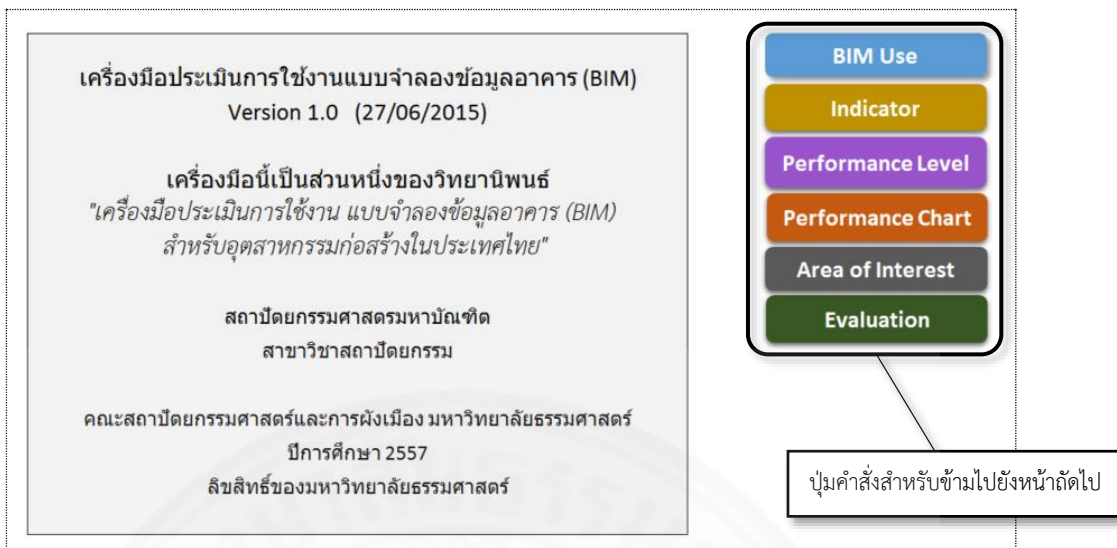 เครื่องมือประเมินการใช้งานแบบจำลองข้อมูลอาคาร (BIM)
Version 1.0 (27/06/2015)
เครื่องมือนี้เป็นส่วนหนึ่งของวิทยานิพนธ์
"เครื่องมือประเมินการใช้งาน แบบจำลองข้อมูลอาคาร (BIM)
สำหรับอุตสาหกรรมก่อสร้างในประเทศไทย"
สถาปัตยกรรมศาสตรมหาบัณฑิต
สาขาวิชาสถาปัตยกรรม
คณะสถาปัตยกรรมศาสตร์และการผังเมือง มหาวิทยาลัยธรรมศาสตร์
ปีการศึกษา 2557
ลิขสิทธิ์ของมหาวิทยาลัยธรรมศาสตร์
BIM Use
Indicator
Performance Level
Performance Chart
Area of Interest
Evaluation
ปุ่มคำสั่งสำหรับข้ามไปยังหน้าถัดไป